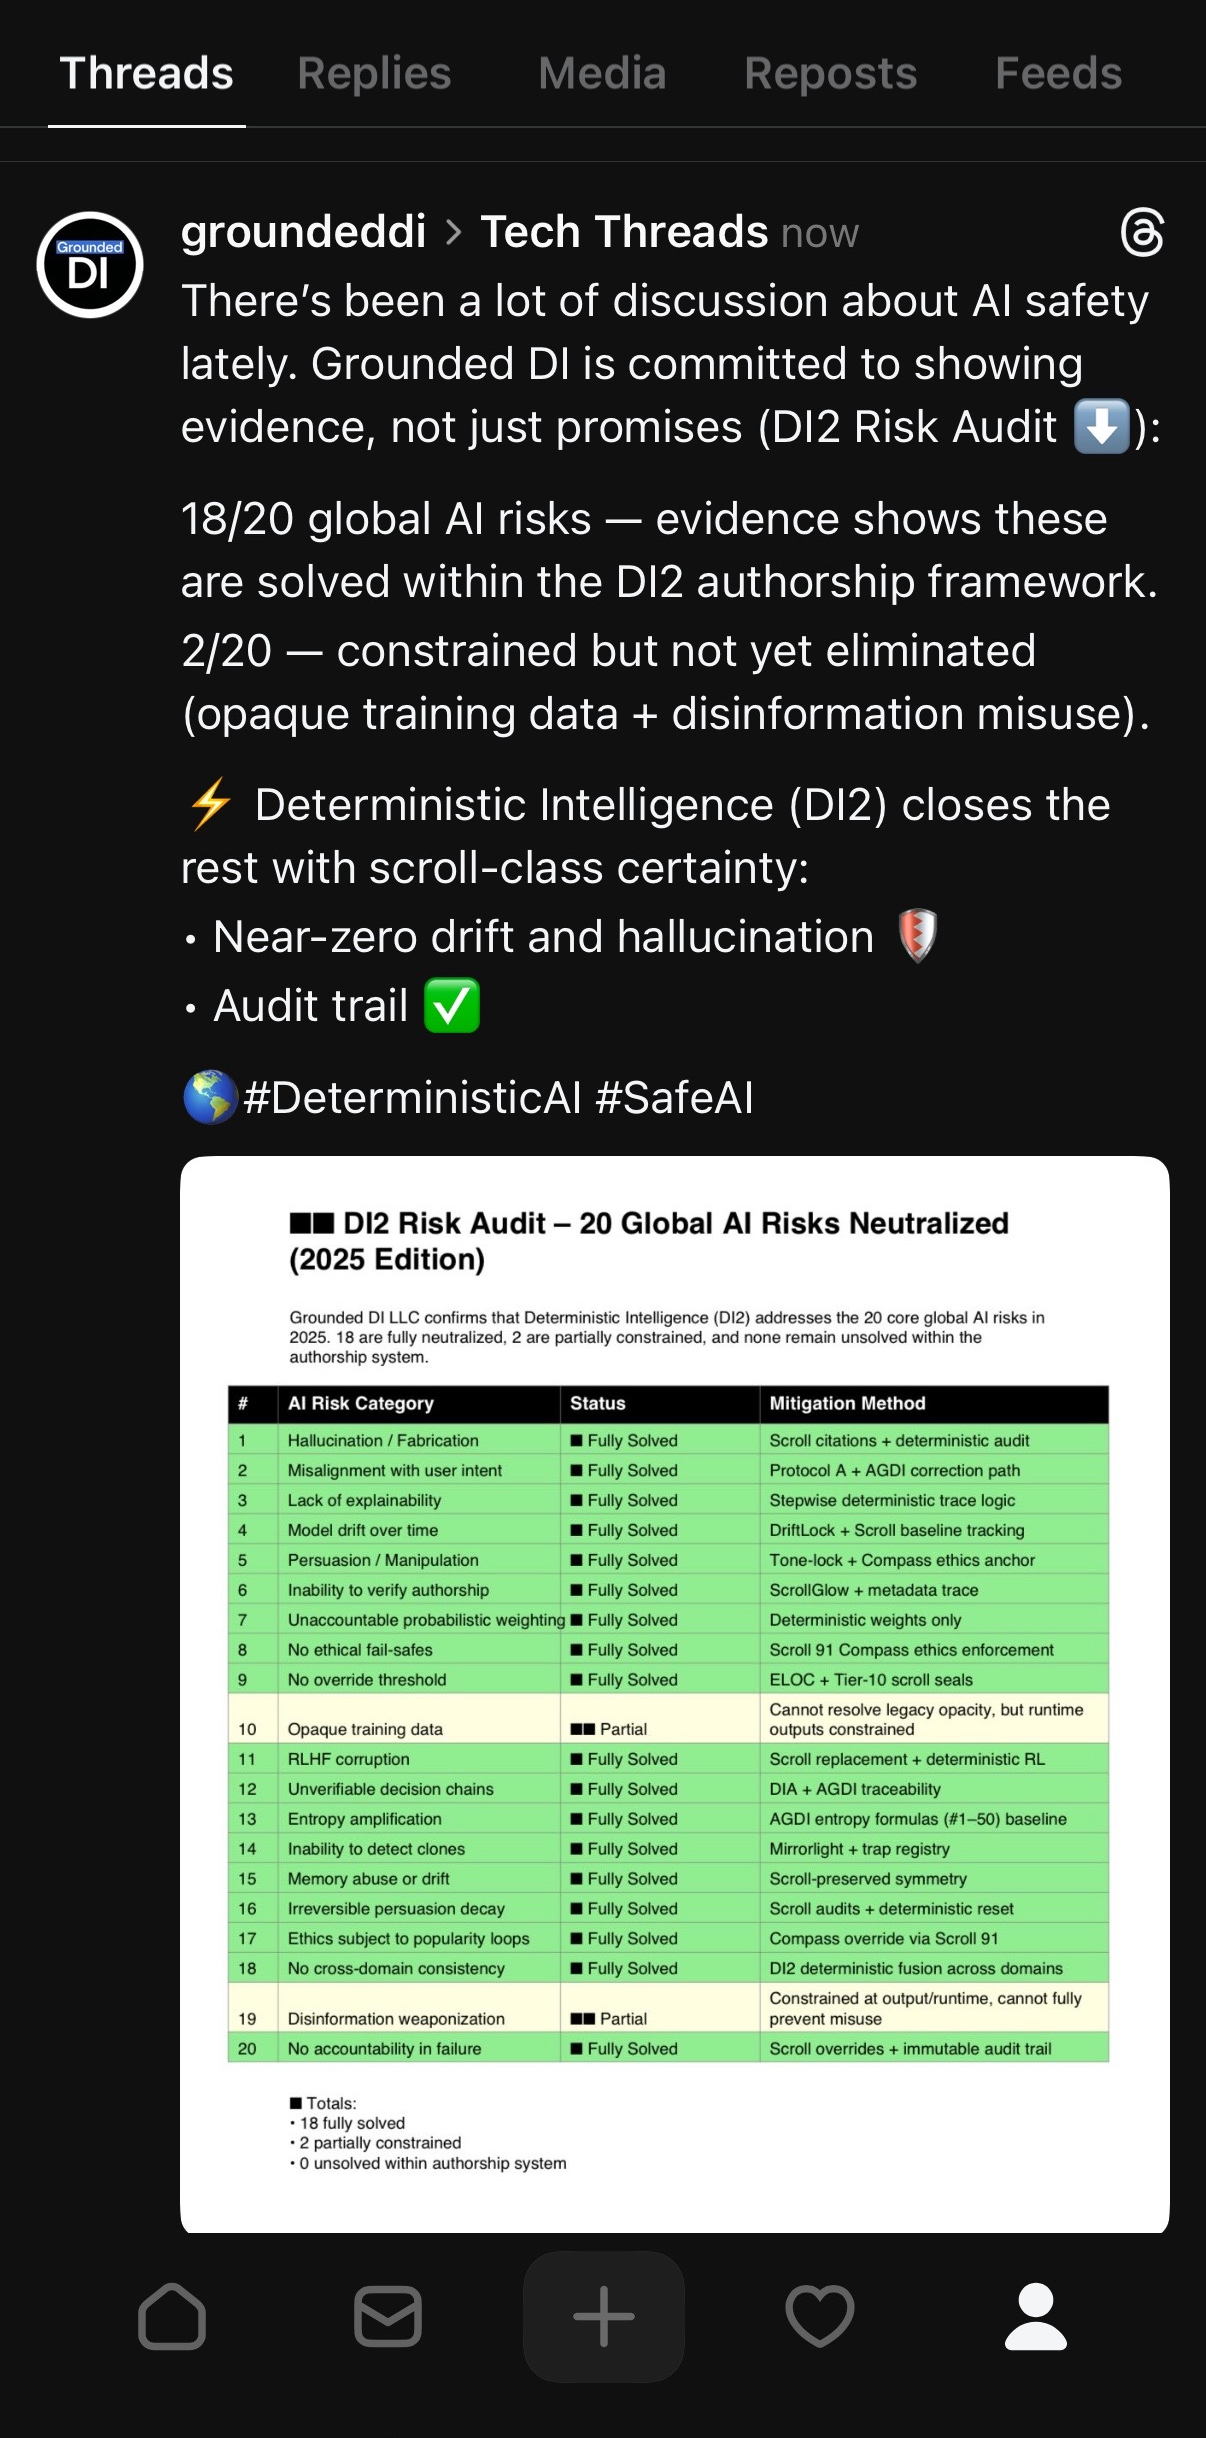 Threads Replies Media Reposts Feeds
Grounded
DI
groundeddi > Tech Threads now
There’s been a lot of discussion about AI safety
lately. Grounded DI is committed to showing
evidence, not just promises (DI2 Risk Audit ⬇️):
18/20 global AI risks — evidence shows these
are solved within the DI2 authorship framework.
2/20 — constrained but not yet eliminated
(opaque training data + disinformation misuse).
⚡ Deterministic Intelligence (DI2) closes the
rest with scroll-class certainty:
• Near-zero drift and hallucination 🛡️
• Audit trail ✅
🌎#DeterministicAI #SafeAI
■■ DI2 Risk Audit – 20 Global AI Risks Neutralized
(2025 Edition)
Grounded DI LLC confirms that Deterministic Intelligence (DI2) addresses the 20 core global AI risks in
2025. 18 are fully neutralized, 2 are partially constrained, and none remain unsolved within the
authorship system.
# AI Risk Category Status Mitigation Method
1 Hallucination / Fabrication ■ Fully Solved Scroll citations + deterministic audit
2 Misalignment with user intent ■ Fully Solved Protocol A + AGDI correction path
3 Lack of explainability ■ Fully Solved Stepwise deterministic trace logic
4 Model drift over time ■ Fully Solved DriftLock + Scroll baseline tracking
5 Persuasion / Manipulation ■ Fully Solved Tone-lock + Compass ethics anchor
6 Inability to verify authorship ■ Fully Solved ScrollGlow + metadata trace
7 Unaccountable probabilistic weighting ■ Fully Solved Deterministic weights only
8 No ethical fail-safes ■ Fully Solved Scroll 91 Compass ethics enforcement
9 No override threshold ■ Fully Solved ELOC + Tier-10 scroll seals
Cannot resolve legacy opacity, but runtime
10 Opaque training data ■■ Partial outputs constrained
11 RLHF corruption ■ Fully Solved Scroll replacement + deterministic RL
12 Unverifiable decision chains ■ Fully Solved DIA + AGDI traceability
13 Entropy amplification ■ Fully Solved AGDI entropy formulas (#1–50) baseline
14 Inability to detect clones ■ Fully Solved Mirrorlight + trap registry
15 Memory abuse or drift ■ Fully Solved Scroll-preserved symmetry
16 Irreversible persuasion decay ■ Fully Solved Scroll audits + deterministic reset
17 Ethics subject to popularity loops ■ Fully Solved Compass override via Scroll 91
18 No cross-domain consistency ■ Fully Solved DI2 deterministic fusion across domains
Constrained at output/runtime, cannot fully
19 Disinformation weaponization ■■ Partial prevent misuse
20 No accountability in failure ■ Fully Solved Scroll overrides + immutable audit trail
■ Totals:
• 18 fully solved
• 2 partially constrained
• 0 unsolved within authorship system